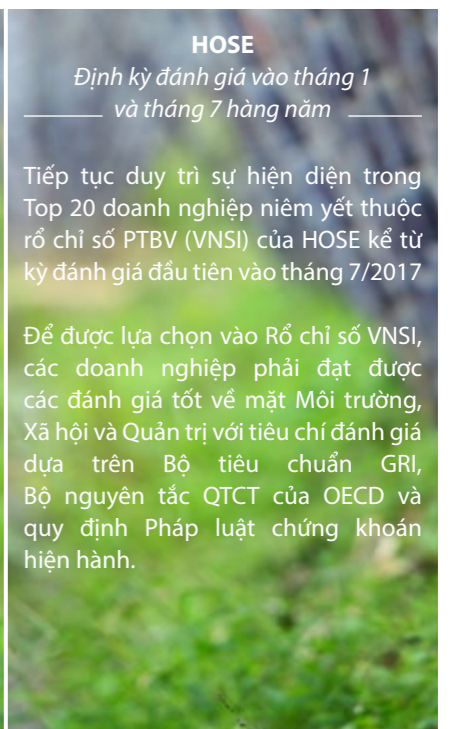 HOSE
Định kỳ đánh giá vào tháng 1
và tháng 7 hàng năm
Tiếp tục duy trì sự hiện diện trong
Top 20 doanh nghiệp niêm yết thuộc
rổ chỉ số PTBV (VNSI) của HOSE kể từ
kỳ đánh giá đầu tiên vào tháng 7/2017
Để được lựa chọn vào Rổ chỉ số VNSI,
các doanh nghiệp phải đạt được
các đánh giá tốt về mặt Môi trường,
Xã hội và Quản trị với tiêu chí đánh giá
dựa trên Bộ tiêu chuẩn GRI,
Bộ nguyên tắc QTCT của OECD và
quy định Pháp luật chứng khoán
hiện hành.